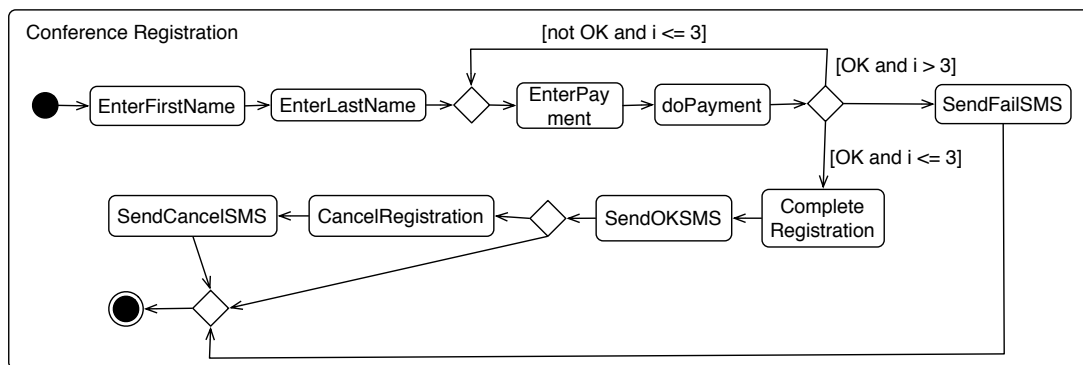 Conference Registration
[not OK and i <= 3]
[OK and i > 3]
EnterFirstName
EnterLastName
EnterPay
ment
doPayment
SendFailSMS
[OK and i <= 3]
SendCancelSMS
CancelRegistration
SendOKSMS
Complete
Registration